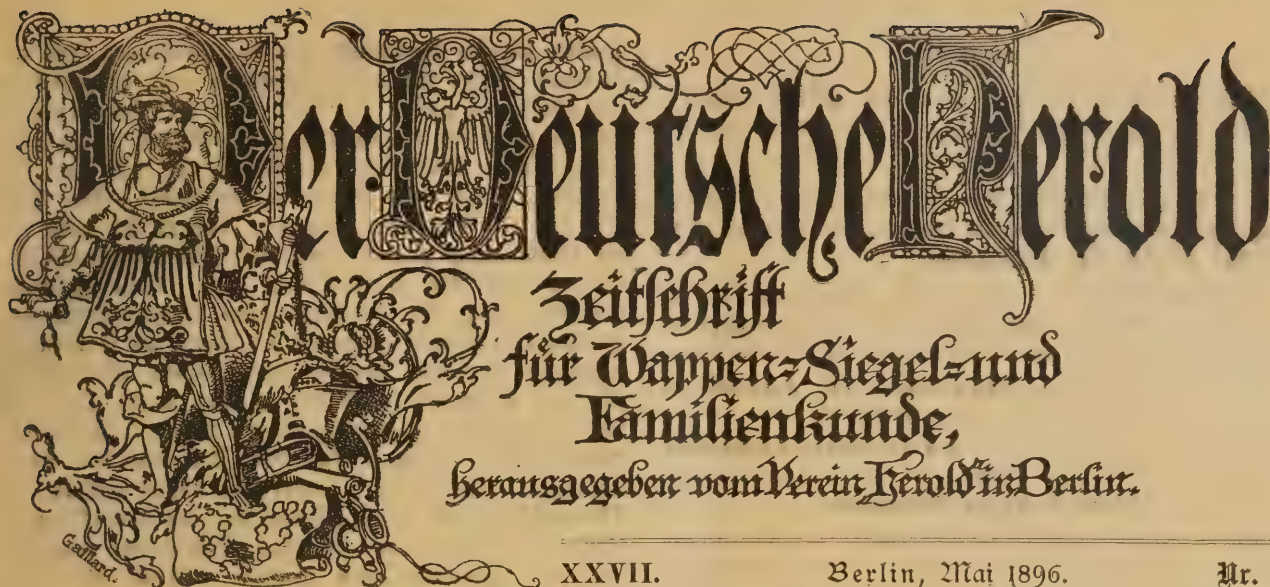 Der Deutsche Herold
Zeitschrift
für Wappen-Siegel-und
Familienkunde,
herausgegeben vom Verein „Herold“ in Berlin.
Gaillard.
XXVII. Berlin, Mai 1896. Nr.